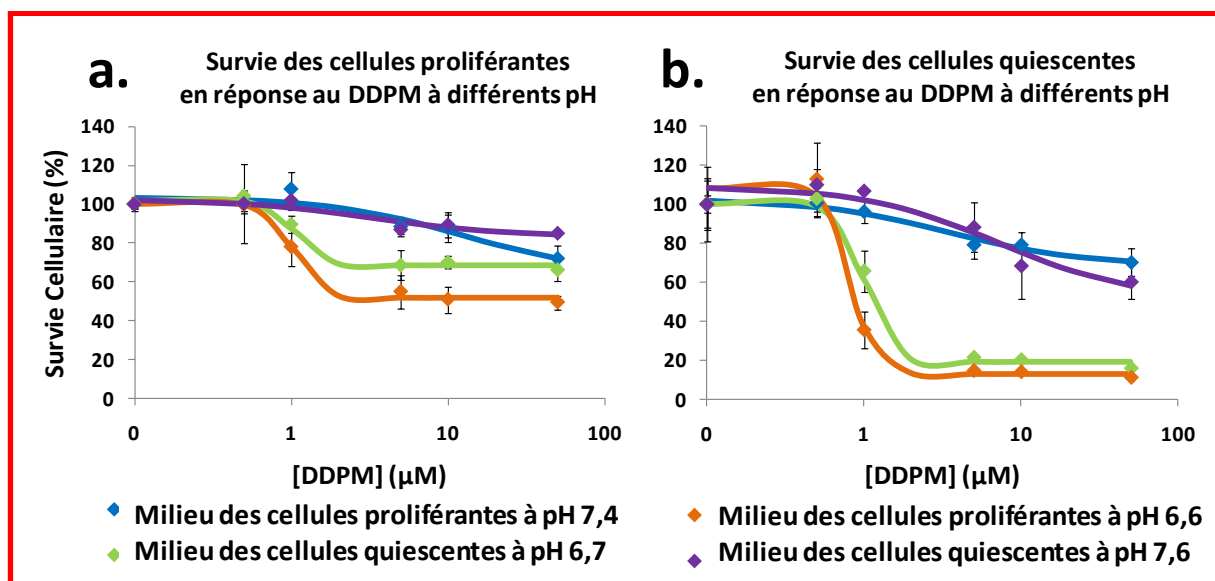 a.
Survie des cellules proliférantes
en réponse au DDPM à différents pH
Survie Cellulaire (%)
140
120
100
80
60
40
20
0
0
1
10
100
[DDPM] (µM)
b.
Survie des cellules quiescentes
en réponse au DDPM à différents pH
140
120
100
80
60
40
20
0
0
1
10
100
[DDPM] (µM)
Milieu des cellules proliférantes à pH 7,4
Milieu des cellules proliférantes à pH 6,6
Milieu des cellules quiescentes à pH 6,7
Milieu des cellules quiescentes à pH 7,6